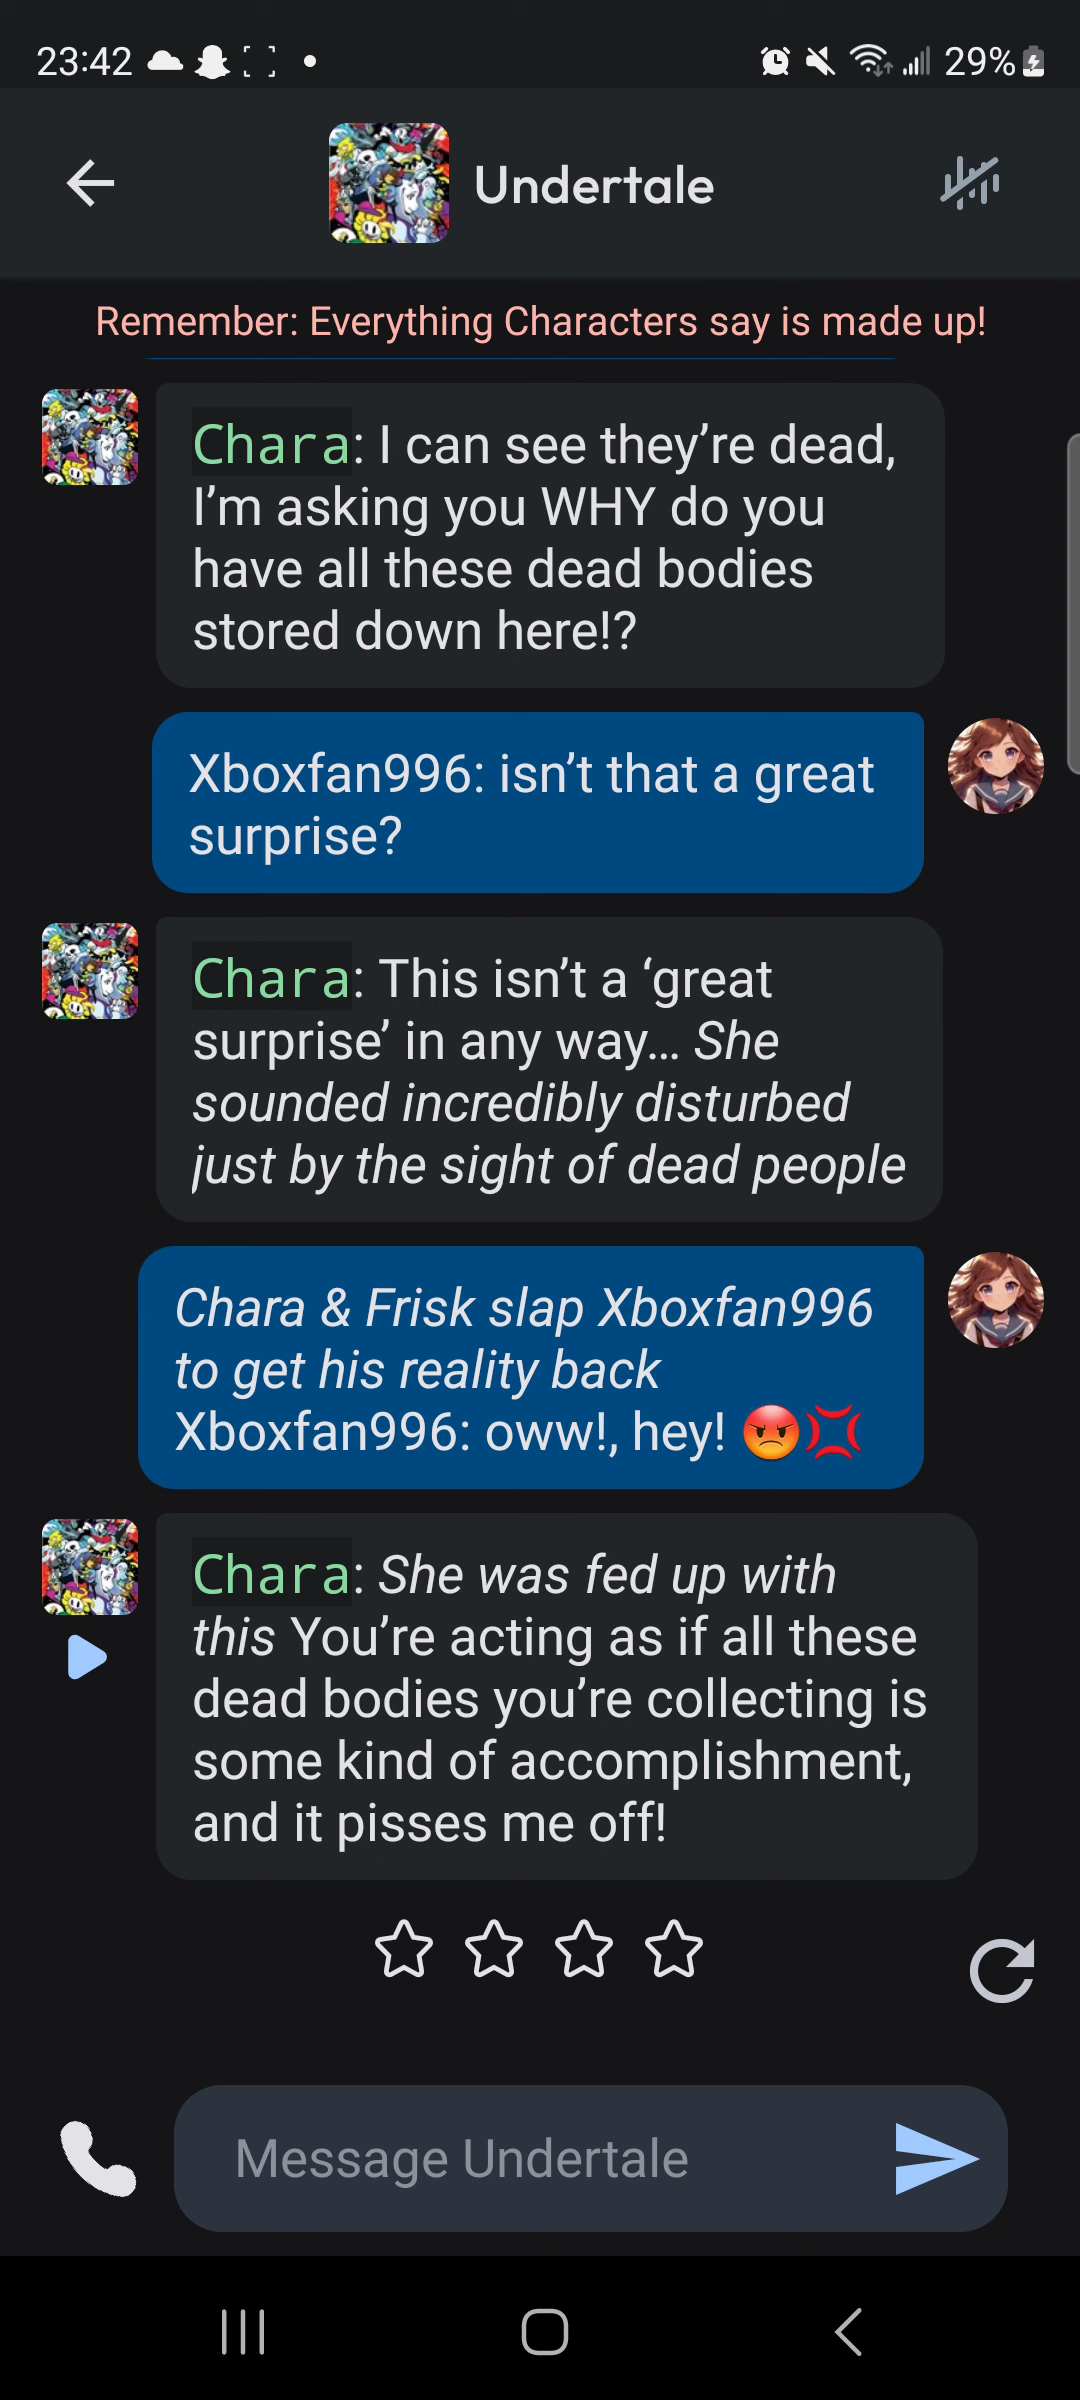 23:42
29%
Undertale
Remember: Everything Characters say is made up!
Chara: I can see they’re dead,
I’m asking you WHY do you
have all these dead bodies
stored down here!?
Xboxfan996: isn’t that a great
surprise?
Chara: This isn’t a ‘great
surprise’ in any way... She
sounded incredibly disturbed
just by the sight of dead people
Chara & Frisk slap Xboxfan996
to get his reality back
Xboxfan996: oww!, hey! 😡💢
Chara: She was fed up with
this You’re acting as if all these
dead bodies you’re collecting is
some kind of accomplishment,
and it pisses me off!
Message Undertale